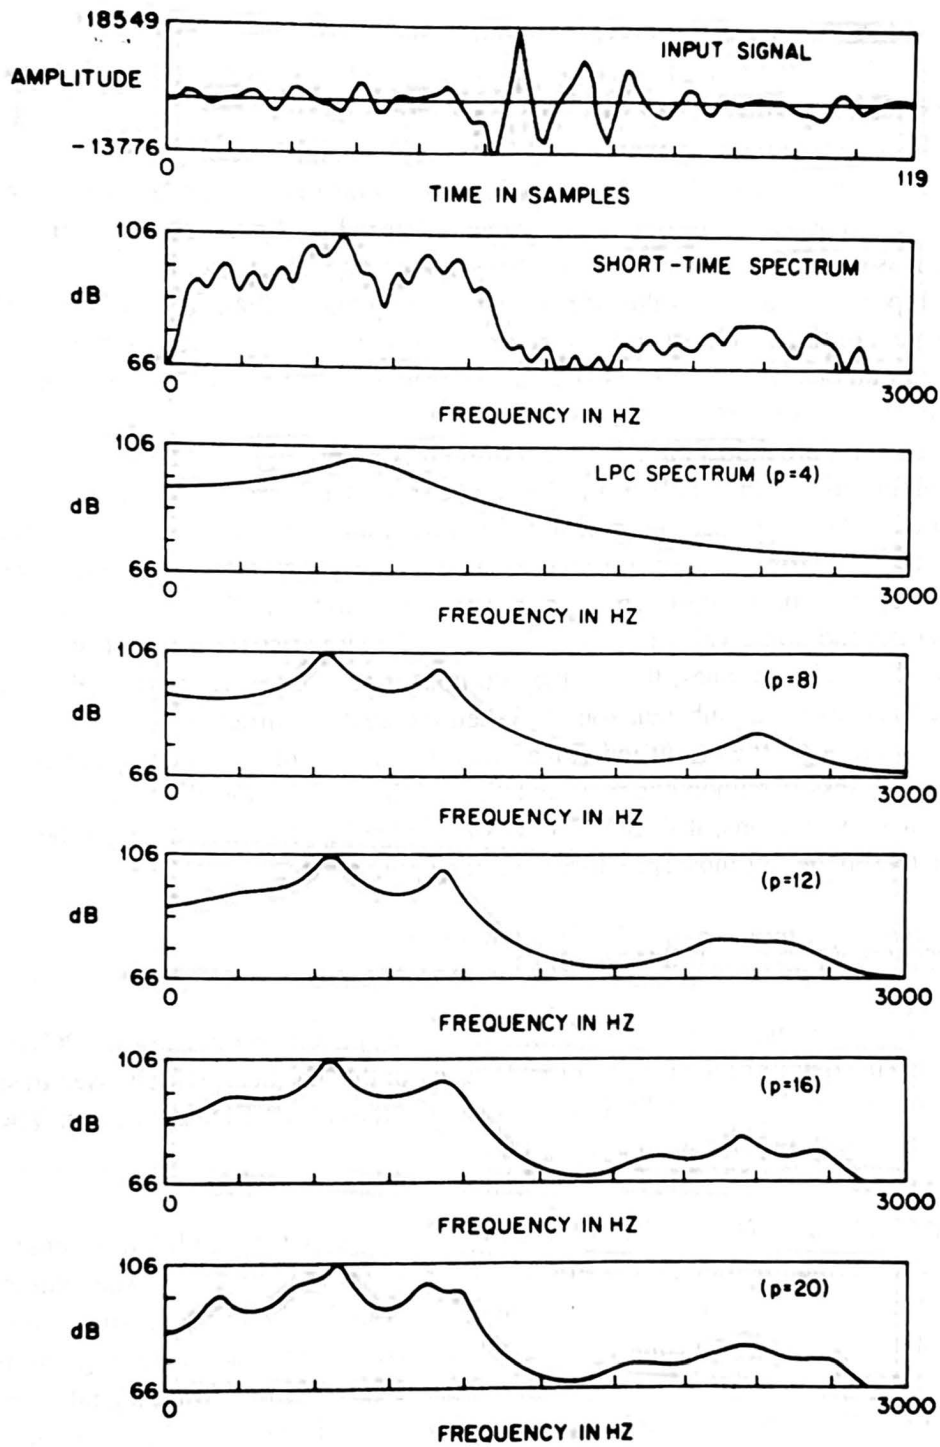 18549
INPUT SIGNAL
AMPLITUDE
-13776
0
119
TIME IN SAMPLES
106
SHORT-TIME SPECTRUM
dB
66
0
3000
FREQUENCY IN HZ
106
LPC SPECTRUM (p=4)
dB
66
0
3000
FREQUENCY IN HZ
106
(p=8)
dB
66
0
3000
FREQUENCY IN HZ
106
(p=12)
dB
66
0
3000
FREQUENCY IN HZ
106
(p=16)
dB
66
0
3000
FREQUENCY IN HZ
106
(p=20)
dB
66
0
3000
FREQUENCY IN HZ